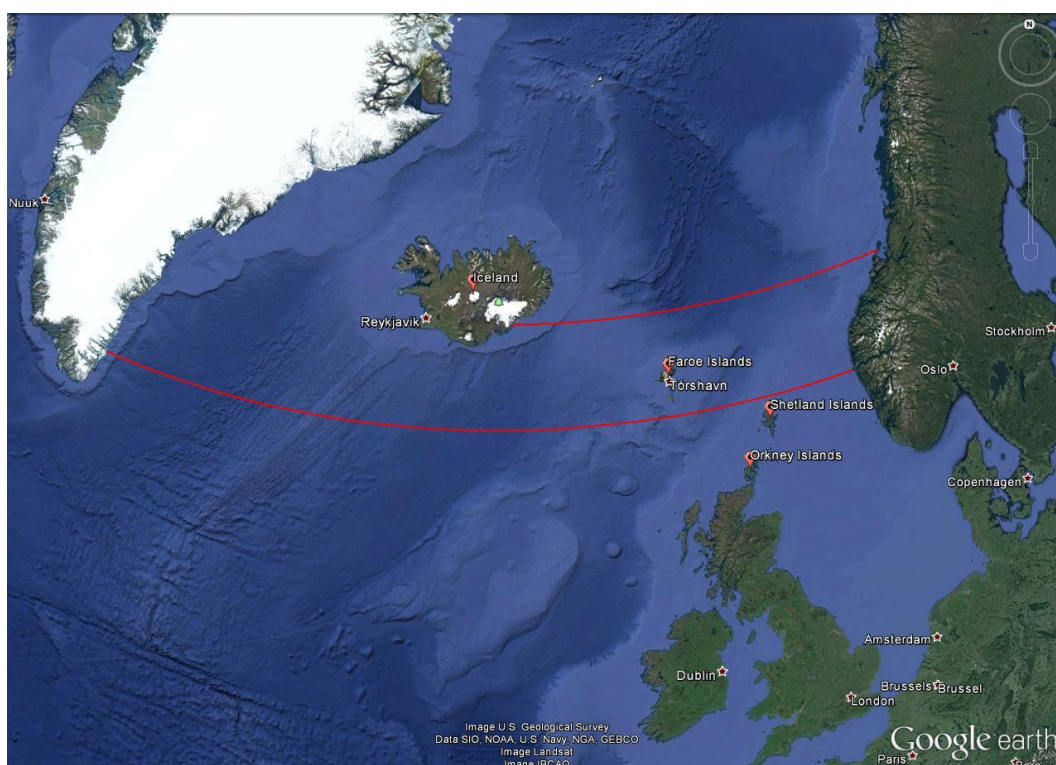 N
Nuuk
Iceland
Reykjavík
Stockholm
Faroe Islands
Oslo
Tórshavn
Shetland Islands
Orkney Islands
Copenhagen
Amsterdam
Dublin
Brussels Brussel
London
Image U.S. Geological Survey
Data SIO, NOAA, U.S. Navy, NGA, GEBCO
Image Landsat
Image IBCAO
Google earth
Paris